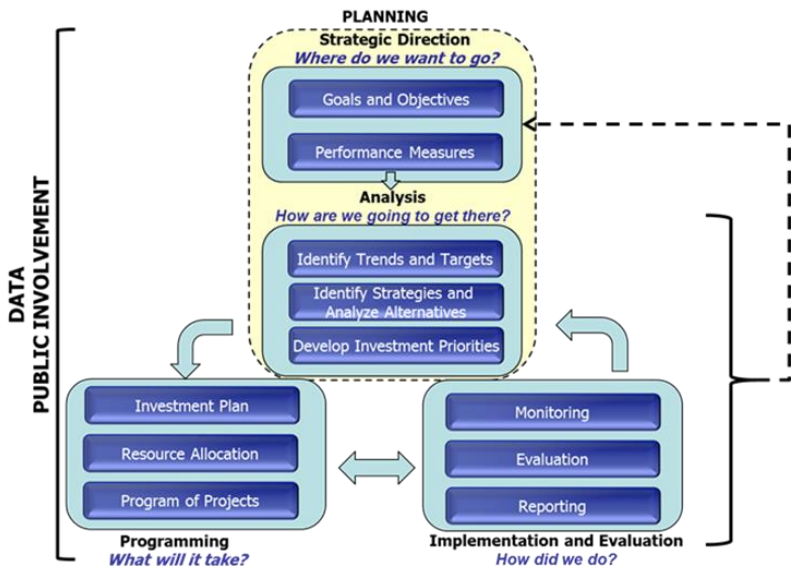 PLANNING
Strategic Direction
Where do we want to go?
Goals and Objectives
Performance Measures
Analysis
How are we going to get there?
Identify Trends and Targets
Identify Strategies and
Analyze Alternatives
Develop Investment Priorities
DATA
PUBLIC INVOLVEMENT
Investment Plan
Resource Allocation
Program of Projects
Programming
What will it take?
Monitoring
Evaluation
Reporting
Implementation and Evaluation
How did we do?